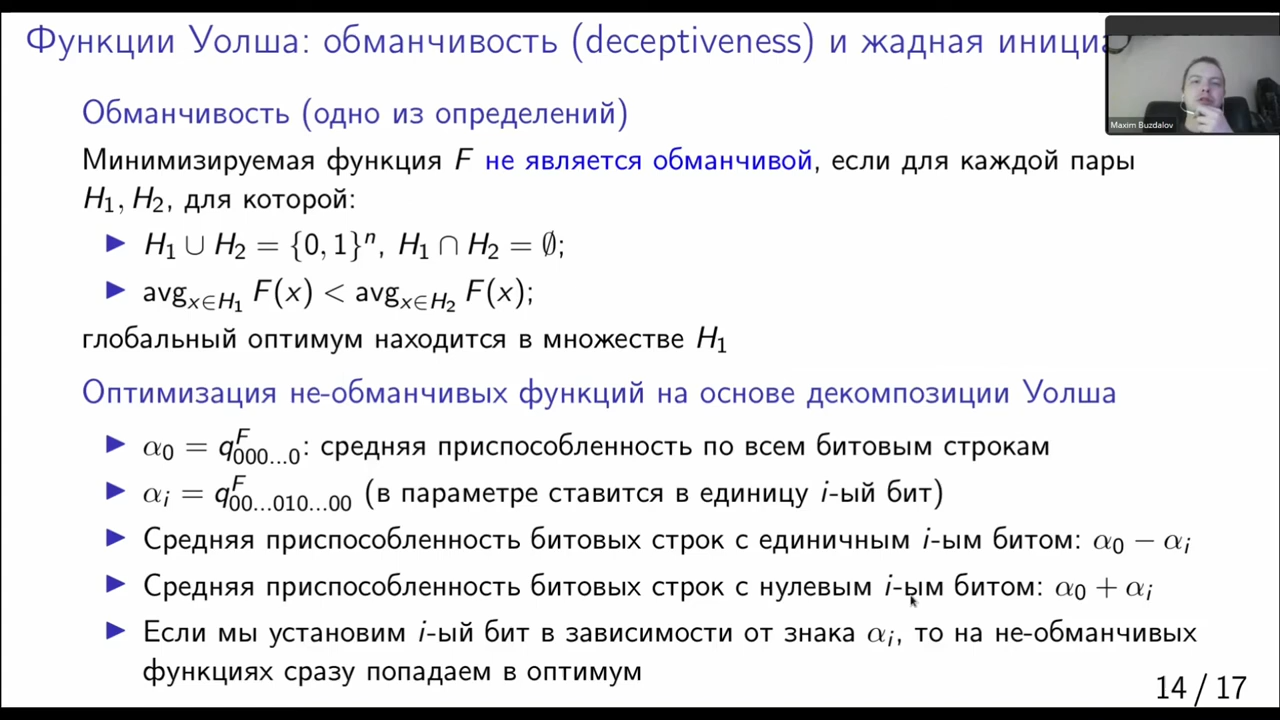 Функции Уолша: обманчивость (deceptiveness) и жадная иници
Maxim Buzdalov
Обманчивость (одно из определений)
Минимизируемая функция F не является обманчивой, если для каждой пары
H₁, H₂, для которой:
▶ H₁ ∪ H₂ = {0, 1}ⁿ, H₁ ∩ H₂ = ∅;
▶ avg_{x∈H₁} F(x) < avg_{x∈H₂} F(x);
глобальный оптимум находится в множестве H₁
Оптимизация не-обманчивых функций на основе декомпозиции Уолша
▶ α₀ = q^F_{000...0}: средняя приспособленность по всем битовым строкам
▶ α_i = q^F_{00...010...00} (в параметре ставится в единицу i-ый бит)
▶ Средняя приспособленность битовых строк с единичным i-ым битом: α₀ − α_i
▶ Средняя приспособленность битовых строк с нулевым i-ым битом: α₀ + α_i
▶ Если мы установим i-ый бит в зависимости от знака α_i, то на не-обманчивых
функциях сразу попадаем в оптимум
14 / 17